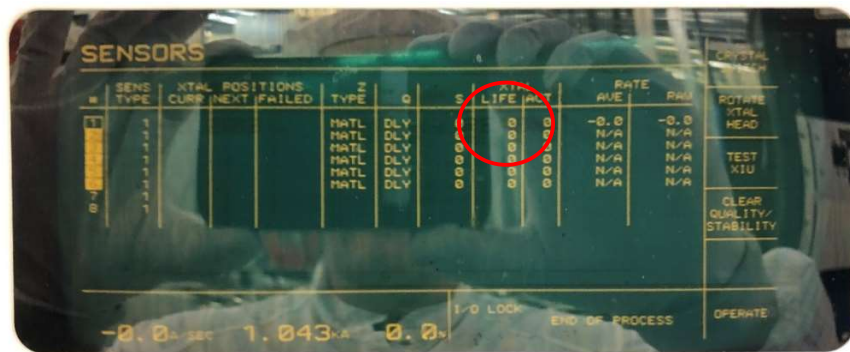 SENSORS
CRYSTAL
SENS XTAL POSITIONS Z XTAL RATE
# TYPE CURR NEXT FAILED TYPE Q S LIFE ACT AVE RAW
ROTATE
XTAL
HEAD
1 1 MATL DLY 0 0 0 -0.0 -0.0
1 MATL DLY 0 0 0 N/A N/A
1 MATL DLY 0 0 0 N/A N/A
1 MATL DLY 0 0 0 N/A N/A
1 MATL DLY 0 0 0 N/A N/A
1 MATL DLY 0 0 0 N/A N/A
7 1
8 1
TEST
XIU
CLEAR
QUALITY/
STABILITY
I/O LOCK
END OF PROCESS
-0.0 A/SEC 1.043 KA 0.0%
OPERATE